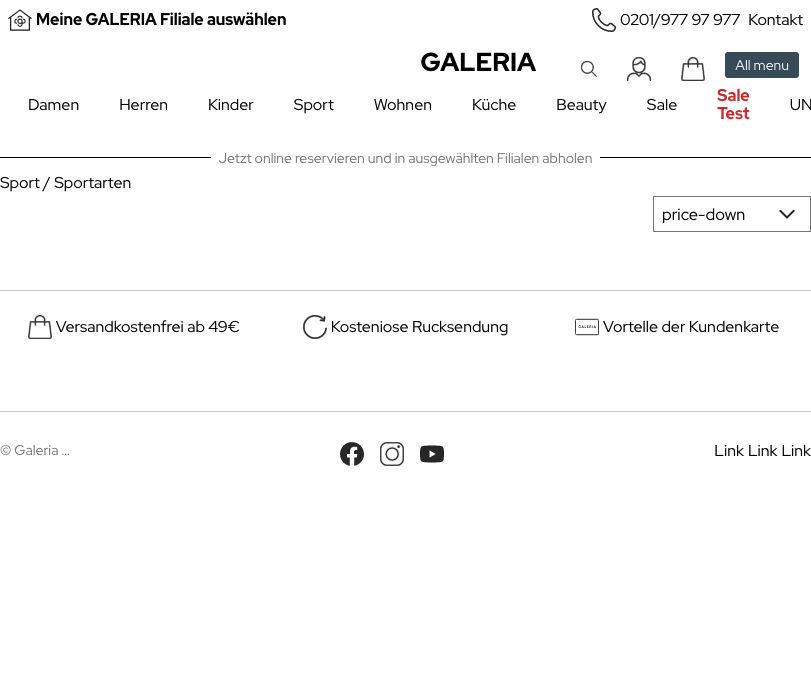 Meine GALERIA Filiale auswählen
0201/977 97 977 Kontakt
GALERIA
All menu
Damen Herren Kinder Sport Wohnen Küche Beauty Sale Sale Test UN
Jetzt online reservieren und in ausgewählten Filialen abholen
Sport / Sportarten
price-down
Versandkostenfrei ab 49€ Kosteniose Rucksendung GALERIA Vortelle der Kundenkarte
© Galeria ... Link Link Link